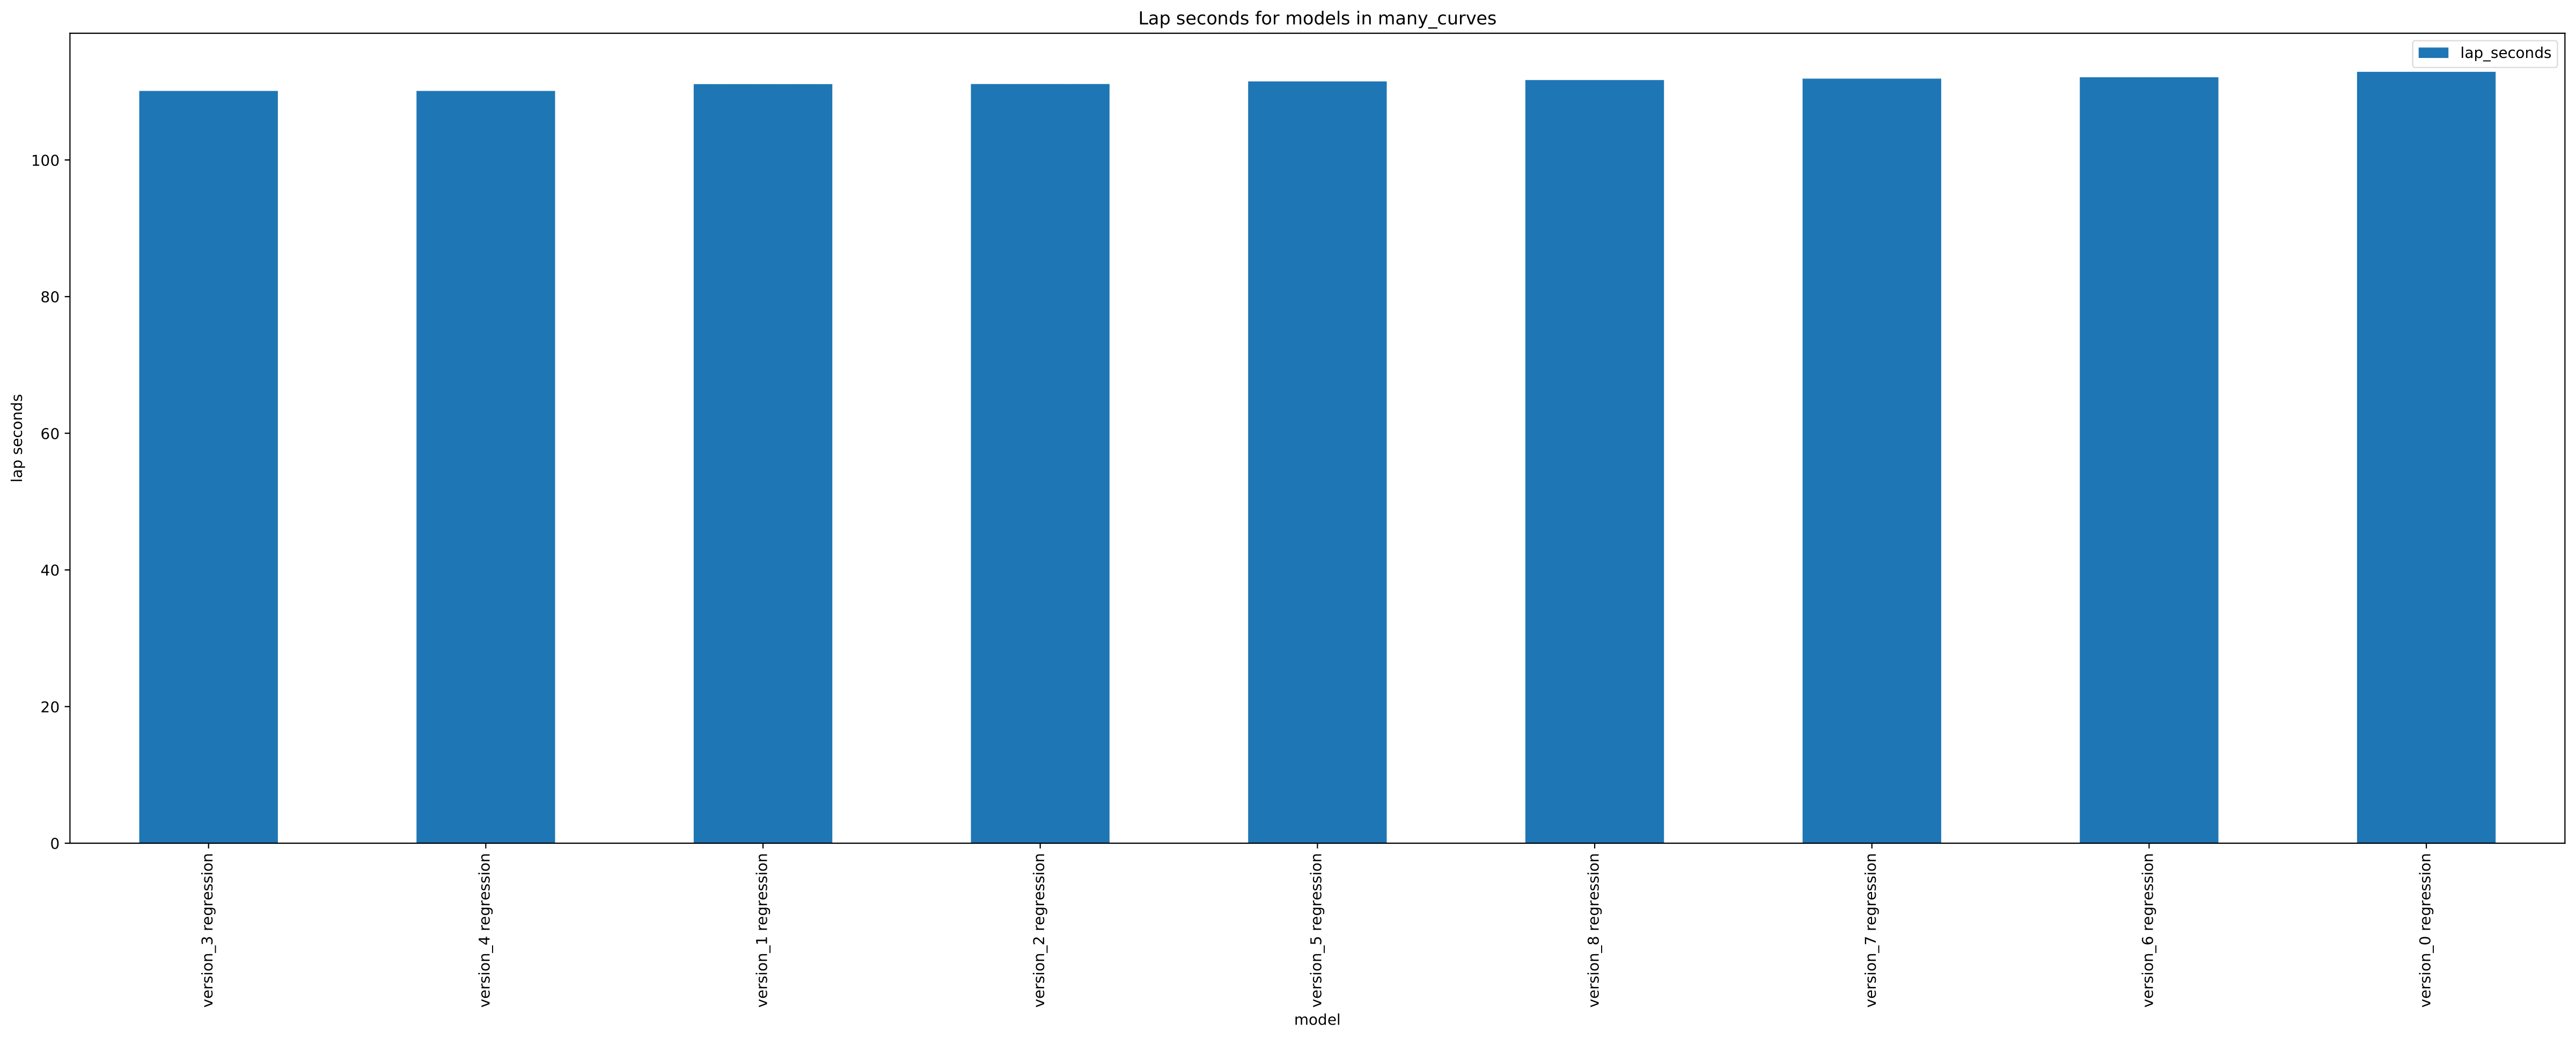 Lap seconds for models in many_curves
lap_seconds
100
80
60
40
20
0
lap seconds
version_3 regression
version_4 regression
version_1 regression
version_2 regression
version_5 regression
version_8 regression
version_7 regression
version_6 regression
version_0 regression
model